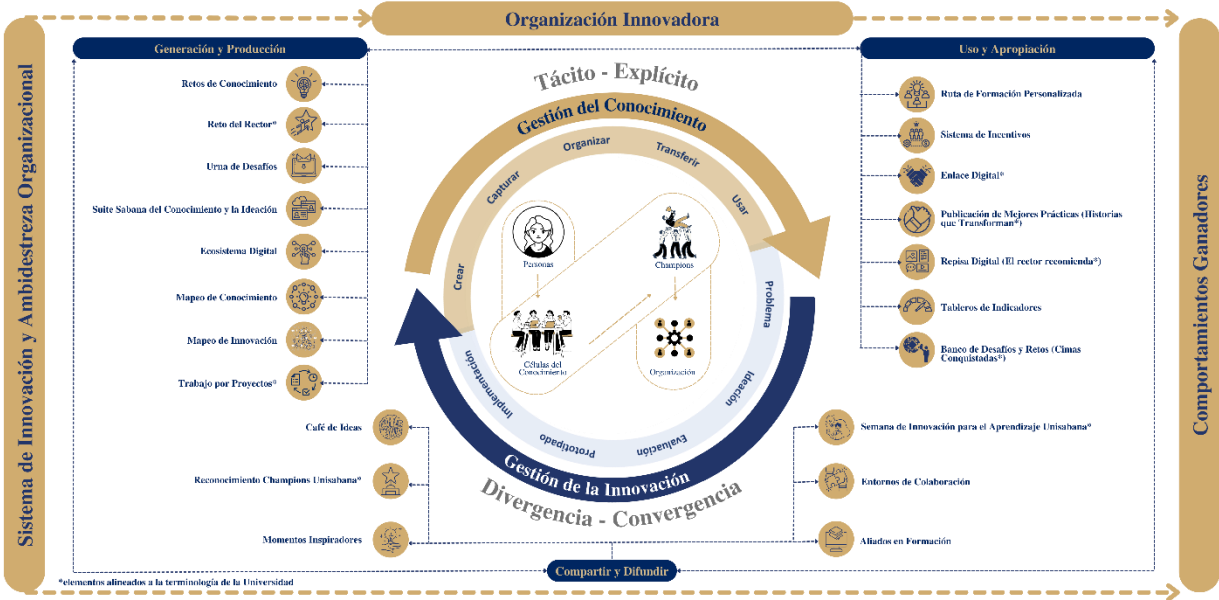 Organización Innovadora
Sistema de Innovación y Ambidestreza Organizacional
Generación y Producción
Retos de Conocimiento
Reto del Rector*
Urna de Desafíos
Suite Sabana del Conocimiento y la Ideación
Ecosistema Digital
Mapeo de Conocimiento
Mapeo de Innovación
Trabajo por Proyectos*
Tácito - Explícito
Gestión del Conocimiento
Crear
Capturar
Organizar
Transferir
Usar
Personas
Champions
Células del
Conocimiento
Organización
Problema
Ideación
Evaluación
Prototipado
Implementación
Gestión de la Innovación
Divergencia - Convergencia
Uso y Apropiación
Ruta de Formación Personalizada
Sistema de Incentivos
Enlace Digital*
Publicación de Mejores Prácticas (Historias
que Transforman*)
Repisa Digital (El rector recomienda*)
Tableros de Indicadores
Banco de Desafíos y Retos (Cimas
Conquistadas*)
Comportamientos Ganadores
Café de Ideas
Reconocimiento Champions Unisabana*
Momentos Inspiradores
Semana de Innovación para el Aprendizaje Unisabana*
Entornos de Colaboración
Aliados en Formación
Compartir y Difundir
*elementos alineados a la terminología de la Universidad